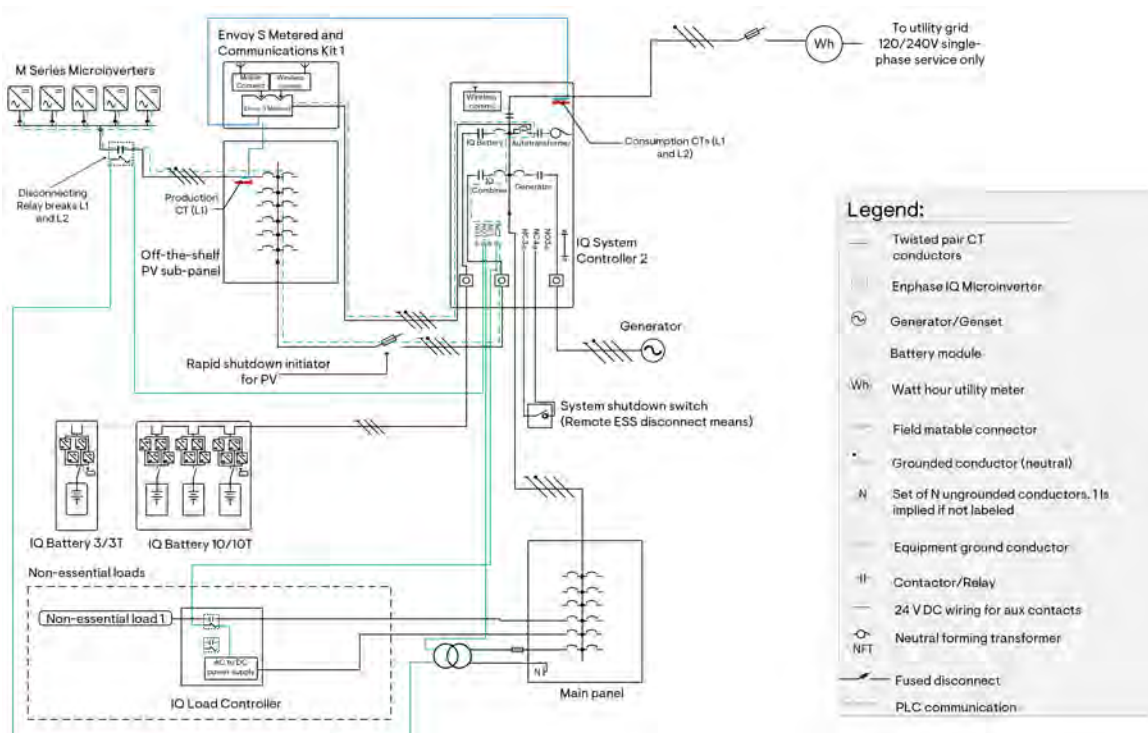 Envoy S Metered and
Communications Kit 1
To utility grid
120/240V single-
phase service only
Wh
M Series Microinverters
Mobile
Connect
Wireless
comms
Envoy S Metered
Wireless
comms
IQ Battery
Autotransformer
Consumption CTs (L1
and L2)
Disconnecting
Relay breaks L1
and L2
Production
CT (L1)
IQ
Combiner
Generator
Off-the-shelf
PV sub-panel
IQ System
Controller 2
Generator
Rapid shutdown initiator
for PV
System shutdown switch
(Remote ESS disconnect means)
IQ Battery 3/3T
IQ Battery 10/10T
Non-essential loads
Non-essential load 1
AC to DC
power supply
IQ Load Controller
N
Main panel
Legend:
Twisted pair CT
conductors
Enphase IQ Microinverter
Generator/Genset
Battery module
Wh
Watt hour utility meter
Field matable connector
Grounded conductor (neutral)
N
Set of N ungrounded conductors. 1 Is
implied if not labeled
Equipment ground conductor
Contactor/Relay
24 V DC wiring for aux contacts
NFT
Neutral forming transformer
Fused disconnect
PLC communication